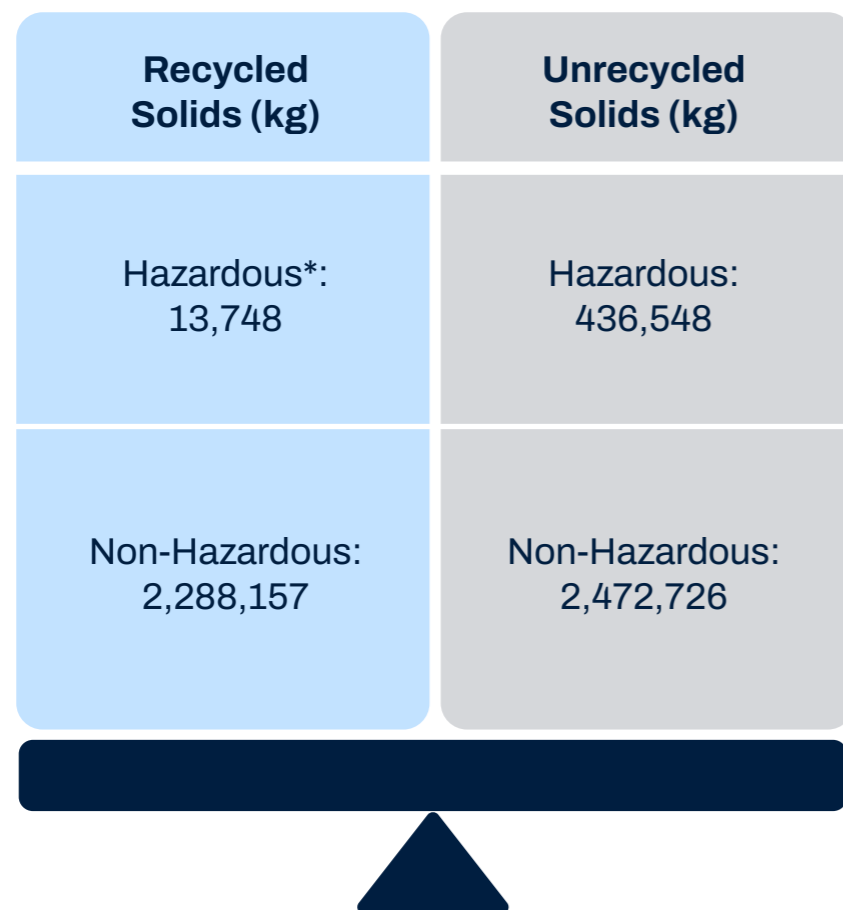 Recycled
Solids (kg)
Unrecycled
Solids (kg)
Hazardous*:
13,748
Hazardous:
436,548
Non-Hazardous:
2,288,157
Non-Hazardous:
2,472,726